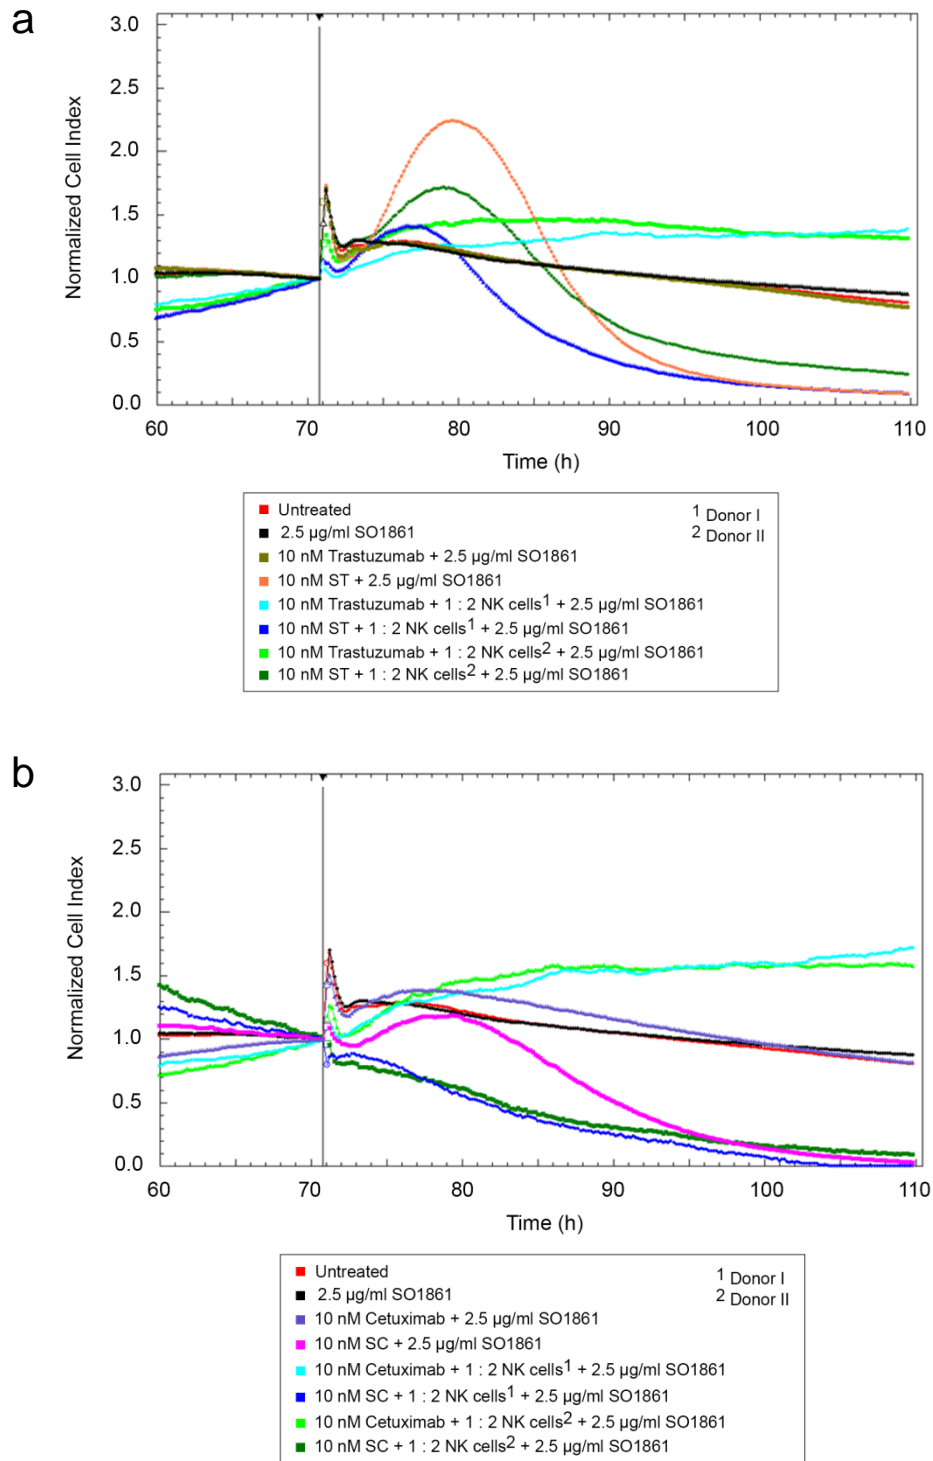 a
3.0
2.5
2.0
1.5
1.0
0.5
0.0
Normalized Cell Index
60 70 80 90 100 110
Time (h)
Untreated
2.5 µg/ml SO1861
10 nM Trastuzumab + 2.5 µg/ml SO1861
10 nM ST + 2.5 µg/ml SO1861
10 nM Trastuzumab + 1 : 2 NK cells1 + 2.5 µg/ml SO1861
10 nM ST + 1 : 2 NK cells1 + 2.5 µg/ml SO1861
10 nM Trastuzumab + 1 : 2 NK cells2 + 2.5 µg/ml SO1861
10 nM ST + 1 : 2 NK cells2 + 2.5 µg/ml SO1861
1 Donor I
2 Donor II
b
3.0
2.5
2.0
1.5
1.0
0.5
0.0
Normalized Cell Index
60 70 80 90 100 110
Time (h)
Untreated
2.5 µg/ml SO1861
10 nM Cetuximab + 2.5 µg/ml SO1861
10 nM SC + 2.5 µg/ml SO1861
10 nM Cetuximab + 1 : 2 NK cells1 + 2.5 µg/ml SO1861
10 nM SC + 1 : 2 NK cells1 + 2.5 µg/ml SO1861
10 nM Cetuximab + 1 : 2 NK cells2 + 2.5 µg/ml SO1861
10 nM SC + 1 : 2 NK cells2 + 2.5 µg/ml SO1861
1 Donor I
2 Donor II